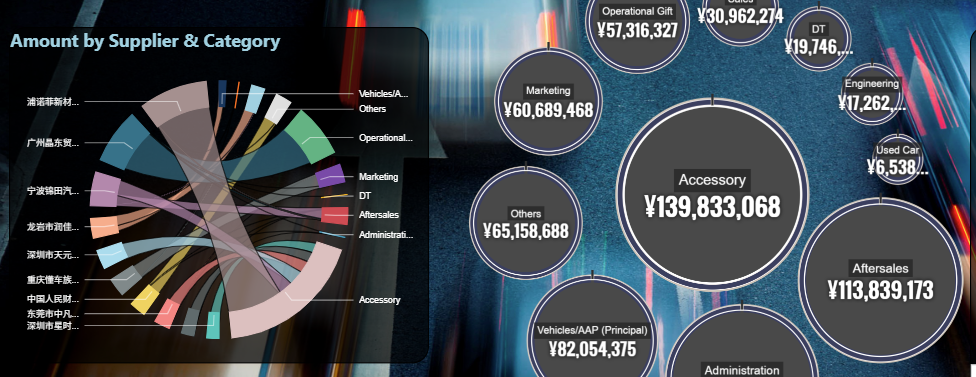 Amount by Supplier & Category
浦诺菲新材...
广州晶东贸...
宁波锦田汽...
龙岩市润佳...
深圳市天元...
重庆懂车族...
中国人民财...
东莞市中凡...
深圳市星时...
Vehicles/A...
Others
Operational...
Marketing
DT
Aftersales
Administrati...
Accessory
Operational Gift
¥57,316,327
¥30,962,274
DT
¥19,746,...
Marketing
¥60,689,468
Engineering
¥17,262,...
Used Car
¥6,538...
Accessory
¥139,833,068
Others
¥65,158,688
Aftersales
¥113,839,173
Vehicles/AAP (Principal)
¥82,054,375
Administration